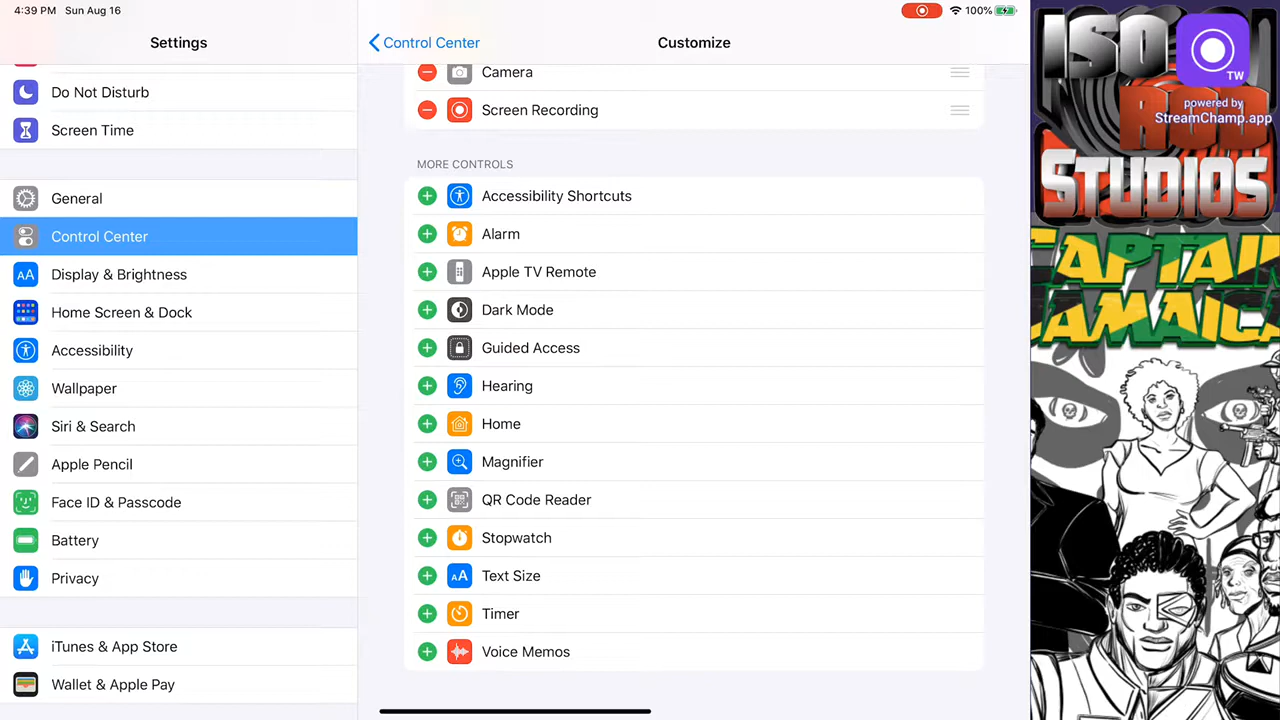 4:39 PM Sun Aug 16
100%
Settings
Control Center
Customize
Do Not Disturb
Screen Time
General
Control Center
Display & Brightness
Home Screen & Dock
Accessibility
Wallpaper
Siri & Search
Apple Pencil
Face ID & Passcode
Battery
Privacy
iTunes & App Store
Wallet & Apple Pay
Camera
Screen Recording
MORE CONTROLS
Accessibility Shortcuts
Alarm
Apple TV Remote
Dark Mode
Guided Access
Hearing
Home
Magnifier
QR Code Reader
Stopwatch
Text Size
Timer
Voice Memos
ISO
TW
powered by
StreamChamp.app
STUDIOS
CAPTAIN
JAMAICA